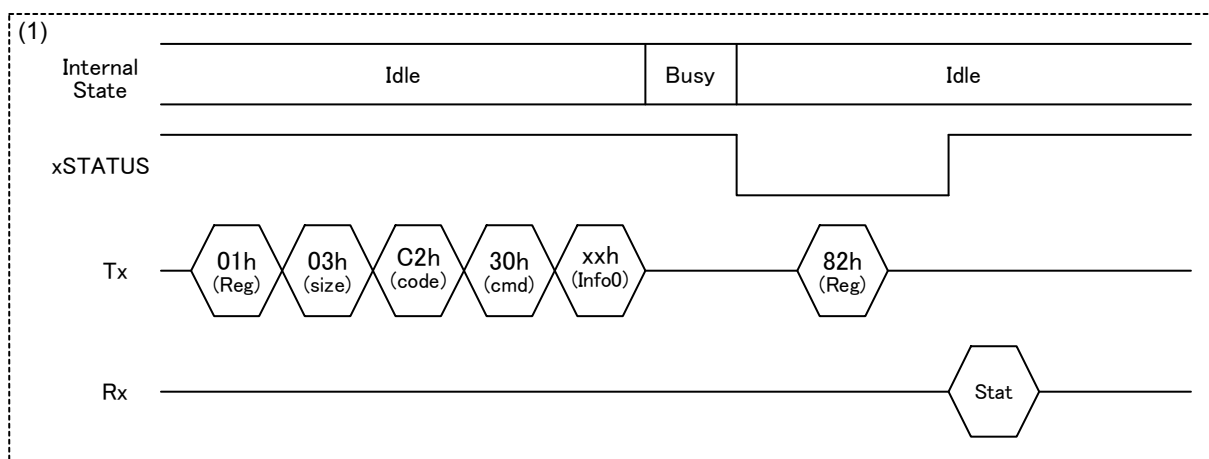 (1)
Internal
State
Idle
Busy
Idle
xSTATUS
Tx
01h
(Reg)
03h
(size)
C2h
(code)
30h
(cmd)
xxh
(Info0)
82h
(Reg)
Rx
Stat